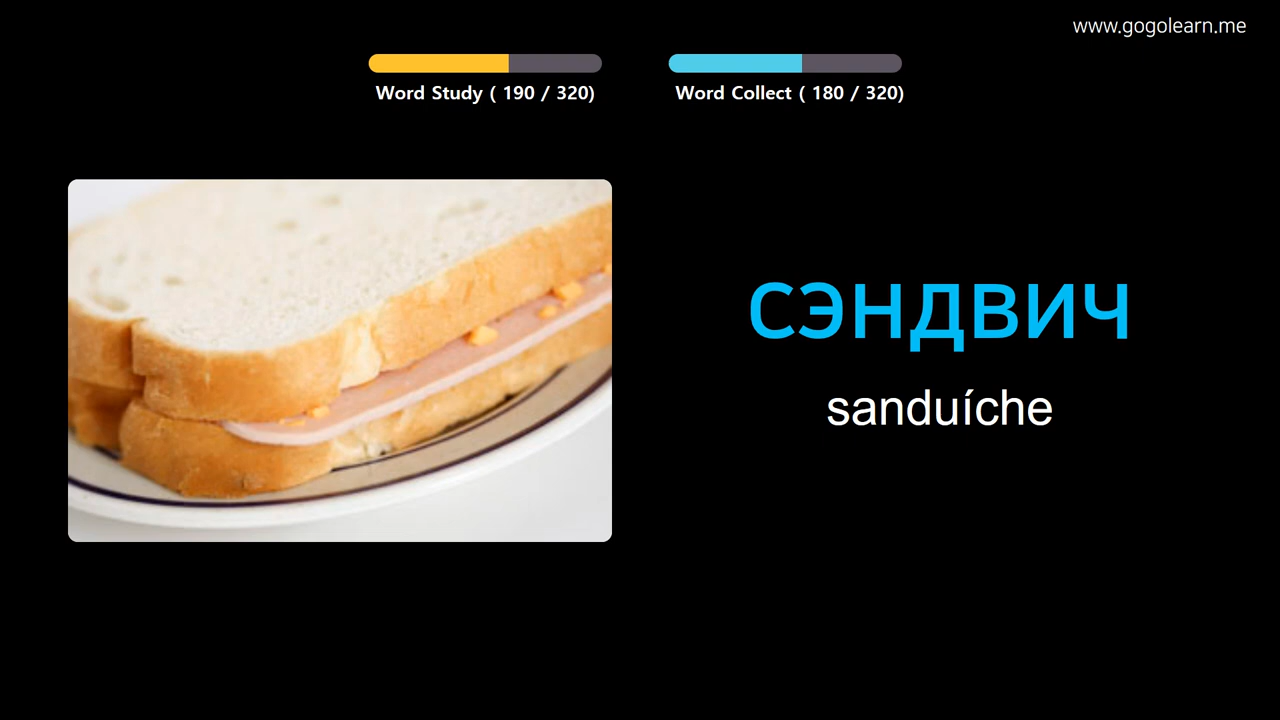 www.gogolearn.me
Word Study ( 190 / 320)
Word Collect ( 180 / 320)
сэндвич
sanduíche